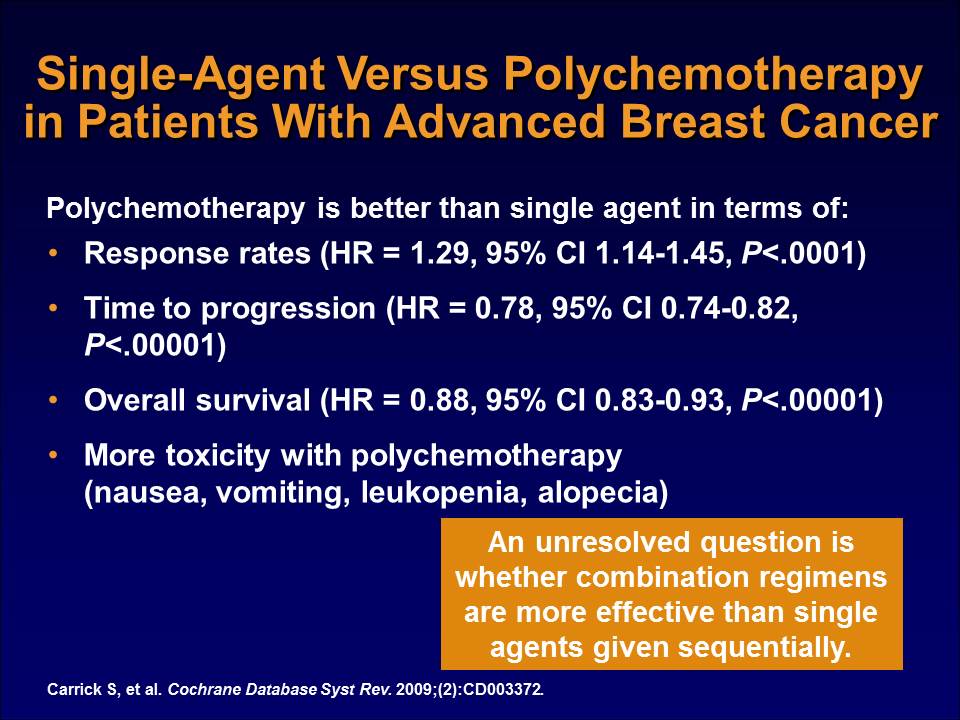 Single-Agent Versus Polychemotherapy
in Patients With Advanced Breast Cancer
Polychemotherapy is better than single agent in terms of:
• Response rates (HR = 1.29, 95% CI 1.14-1.45, P<.0001)
• Time to progression (HR = 0.78, 95% CI 0.74-0.82,
P<.00001)
• Overall survival (HR = 0.88, 95% CI 0.83-0.93, P<.00001)
• More toxicity with polychemotherapy
(nausea, vomiting, leukopenia, alopecia)
An unresolved question is
whether combination regimens
are more effective than single
agents given sequentially.
Carrick S, et al. Cochrane Database Syst Rev. 2009;(2):CD003372.